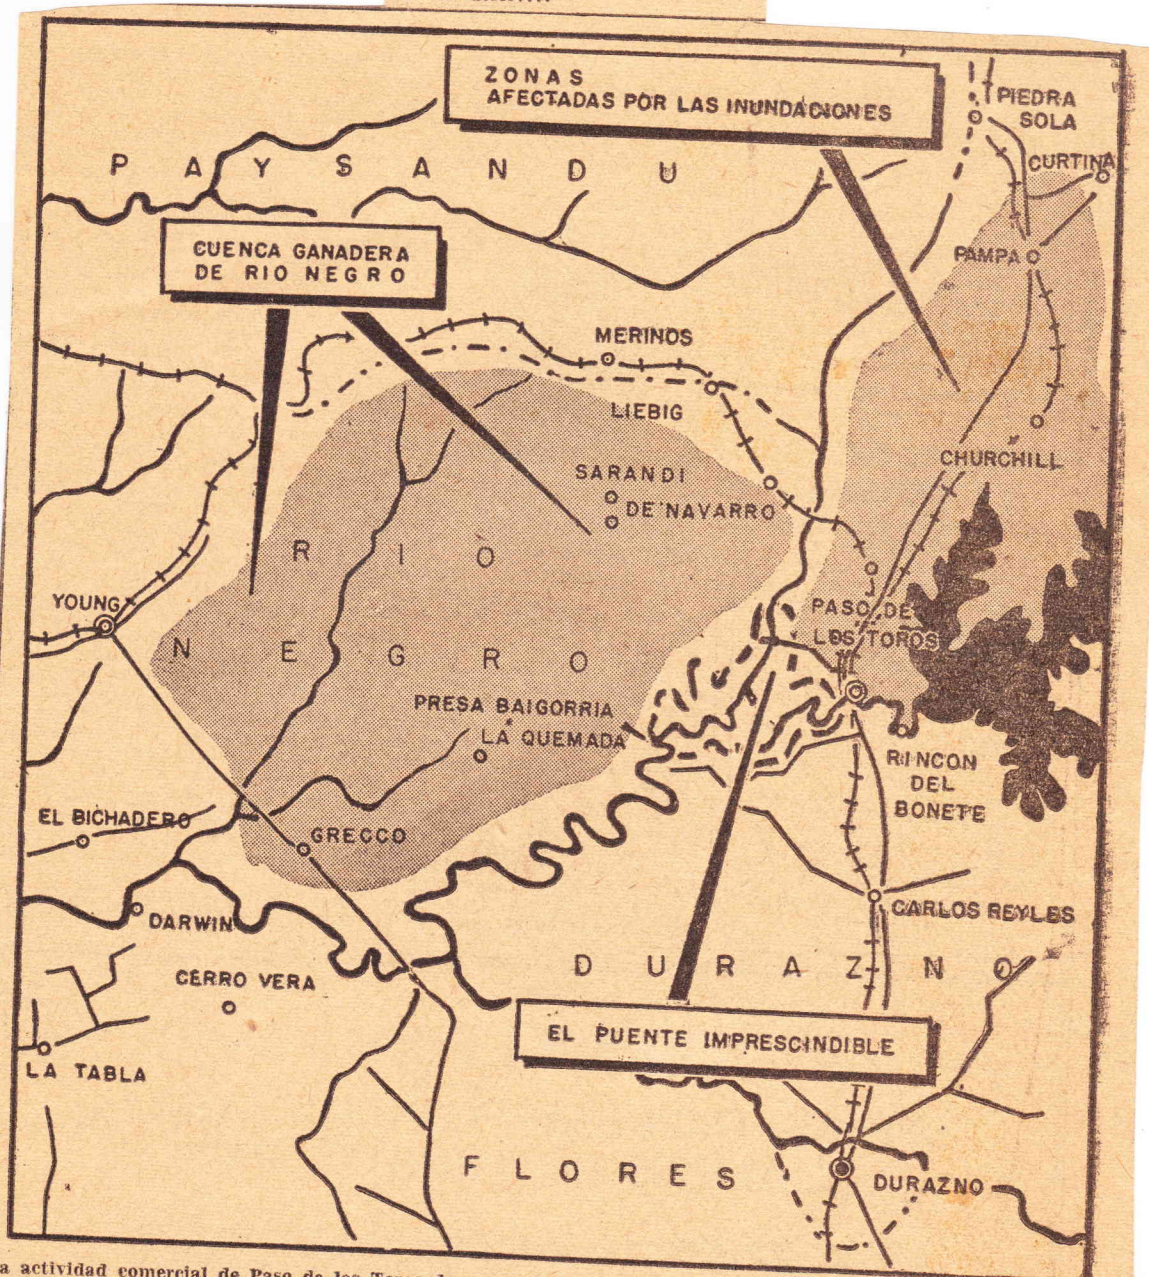 ZONAS
AFECTADAS POR LAS INUNDACIONES
PIEDRA
SOLA
CURTINA
PAYSANDU
CUENCA GANADERA
DE RIO NEGRO
PAMPA
MERINOS
LIEBIG
CHURCHILL
SARANDI
DE NAVARRO
RIO
YOUNG
PASO DE
LOS TOROS
NEGRO
PRESA BAIGORRIA
LA QUEMADA
RINCON
DEL
BONETE
EL BICHADERO
GRECCO
DARWIN
CARLOS REYLES
CERRO VERA
DURAZNO
EL PUENTE IMPRESCINDIBLE
LA TABLA
FLORES
DURAZNO
a actividad comercial de Paso de los Toros